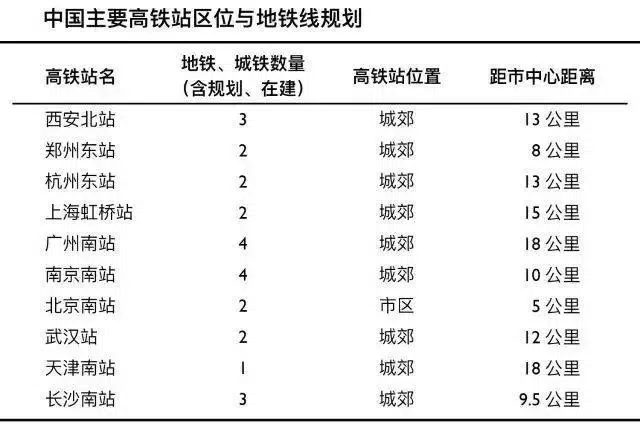 中国主要高铁站区位与地铁线规划
高铁站名 地铁、城铁数量（含规划、在建） 高铁站位置 距市中心距离
西安北站 3 城郊 13 公里
郑州东站 2 城郊 8 公里
杭州东站 2 城郊 13 公里
上海虹桥站 2 城郊 15 公里
广州南站 4 城郊 18 公里
南京南站 4 城郊 10 公里
北京南站 2 市区 5 公里
武汉站 2 城郊 12 公里
天津南站 1 城郊 18 公里
长沙南站 3 城郊 9.5 公里